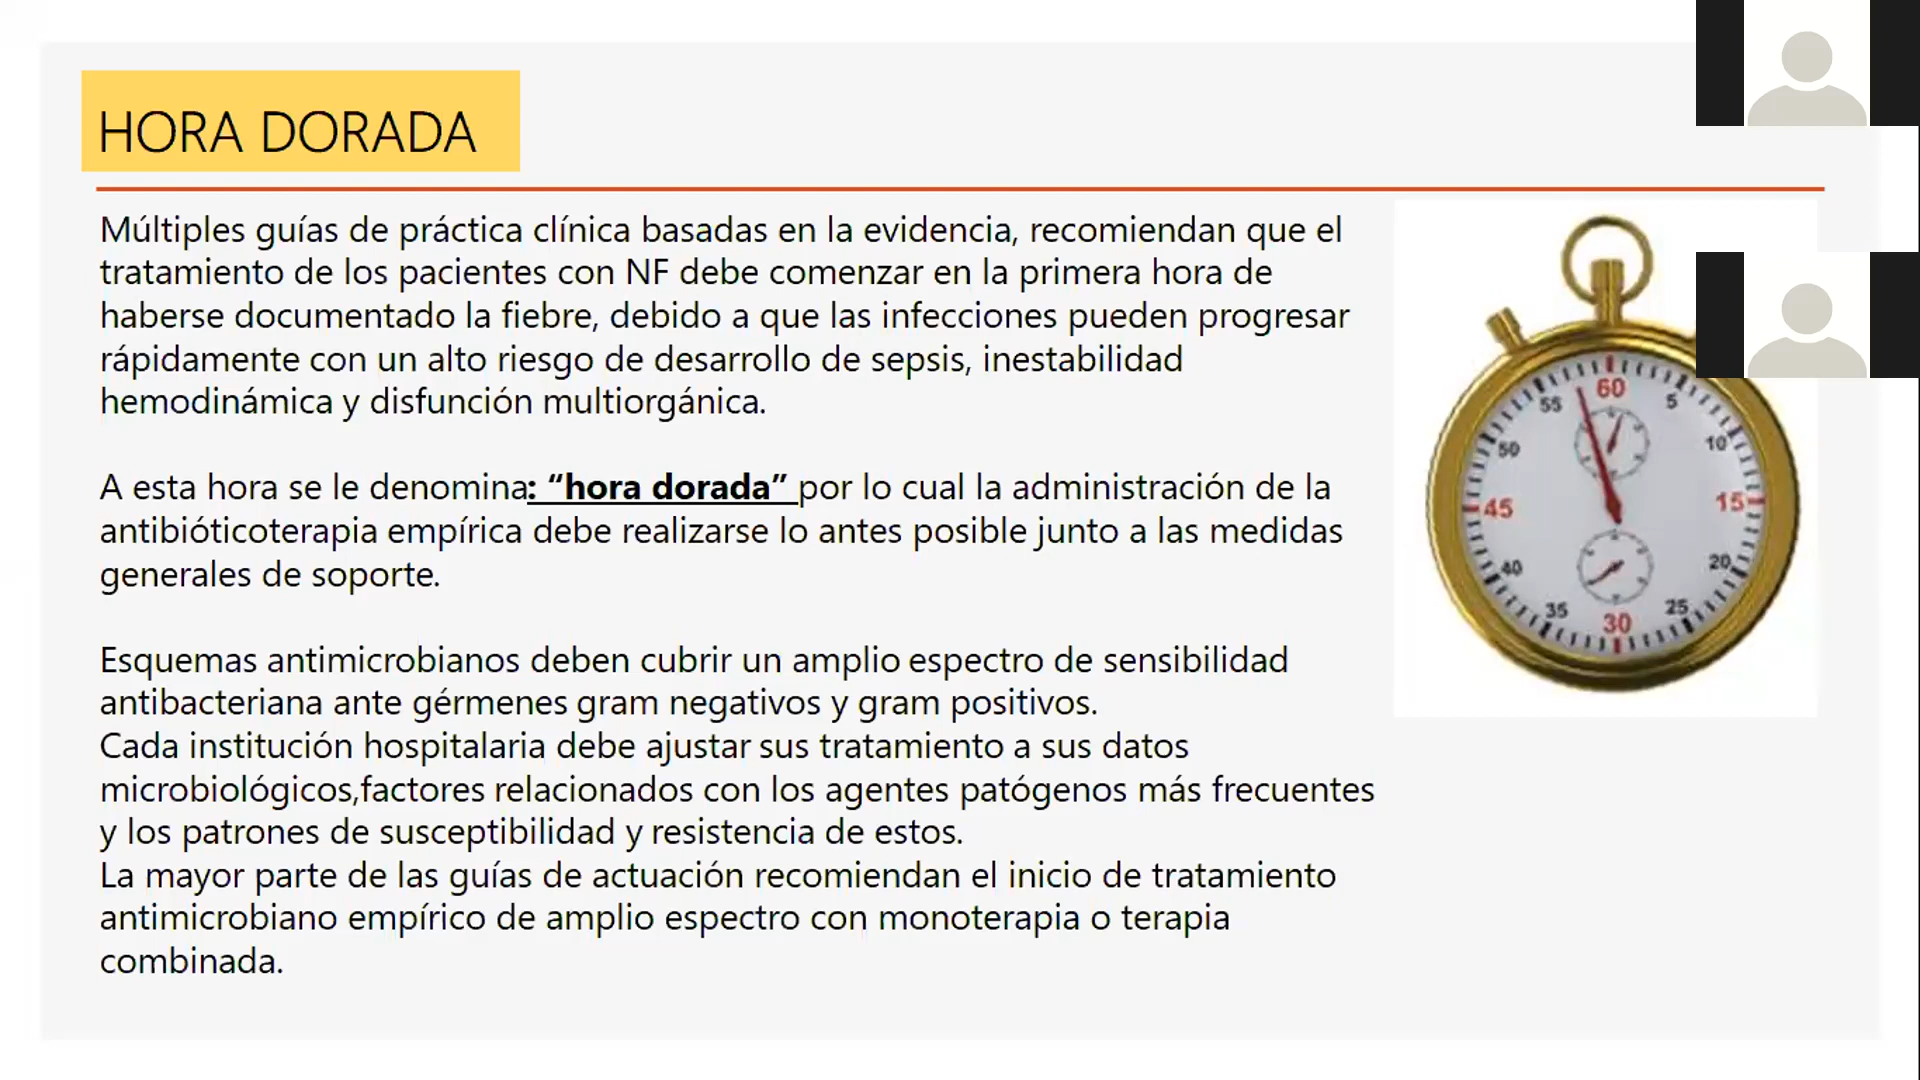 HORA DORADA
Múltiples guías de práctica clínica basadas en la evidencia, recomiendan que el
tratamiento de los pacientes con NF debe comenzar en la primera hora de
haberse documentado la fiebre, debido a que las infecciones pueden progresar
rápidamente con un alto riesgo de desarrollo de sepsis, inestabilidad
hemodinámica y disfunción multiorgánica.
A esta hora se le denomina: “hora dorada” por lo cual la administración de la
antibióticoterapia empírica debe realizarse lo antes posible junto a las medidas
generales de soporte.
Esquemas antimicrobianos deben cubrir un amplio espectro de sensibilidad
antibacteriana ante gérmenes gram negativos y gram positivos.
Cada institución hospitalaria debe ajustar sus tratamiento a sus datos
microbiológicos,factores relacionados con los agentes patógenos más frecuentes
y los patrones de susceptibilidad y resistencia de estos.
La mayor parte de las guías de actuación recomiendan el inicio de tratamiento
antimicrobiano empírico de amplio espectro con monoterapia o terapia
combinada.
60
5
10
15
20
25
30
35
40
45
50
55